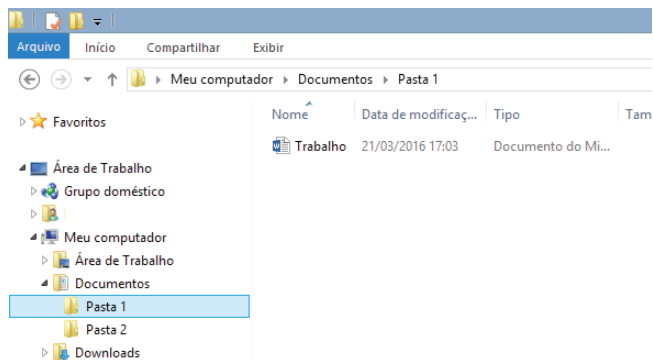 Arquivo Início Compartilhar Exibir
Meu computador Documentos Pasta 1
Nome Data de modificaç... Tipo Tam
Trabalho 21/03/2016 17:03 Documento do Mi...
Favoritos
Área de Trabalho
Grupo doméstico
Meu computador
Área de Trabalho
Documentos
Pasta 1
Pasta 2
Downloads